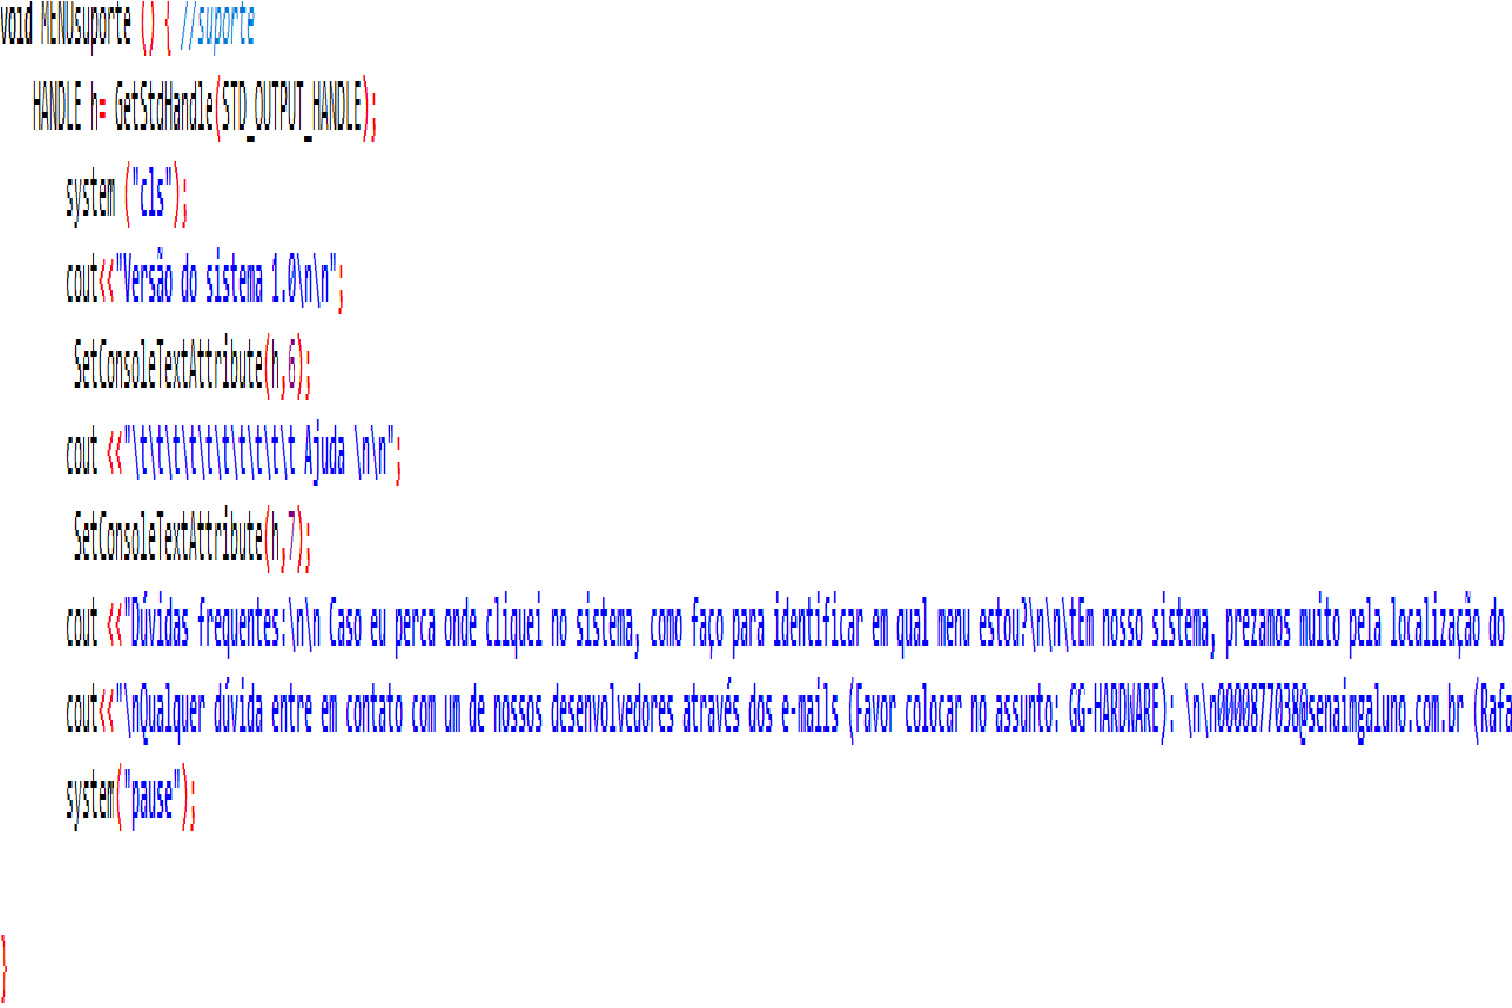 void MENUsuporte () { //suporte
HANDLE h= GetStdHandle(STD_OUTPUT_HANDLE);
system ("cls");
cout<<"Versão do sistema 1.0\n\n";
SetConsoleTextAttribute(h,6);
cout <<"\t\t\t\t\t\t\t\t\t\t Ajuda \n\n";
SetConsoleTextAttribute(h,7);
cout <<"Dúvidas frequentes:\n\n Caso eu perca onde cliquei no sistema, como faço para identificar em qual menu estou?\n\n\tEm nosso sistema, prezamos muito pela localização do
cout<<"\nQualquer dúvida entre em contato com um de nossos desenvolvedores através dos e-mails (Favor colocar no assunto: GG-HARDWARE): \n\n0000877038@senaimgaluno.com.br (Rafa
system("pause");
}